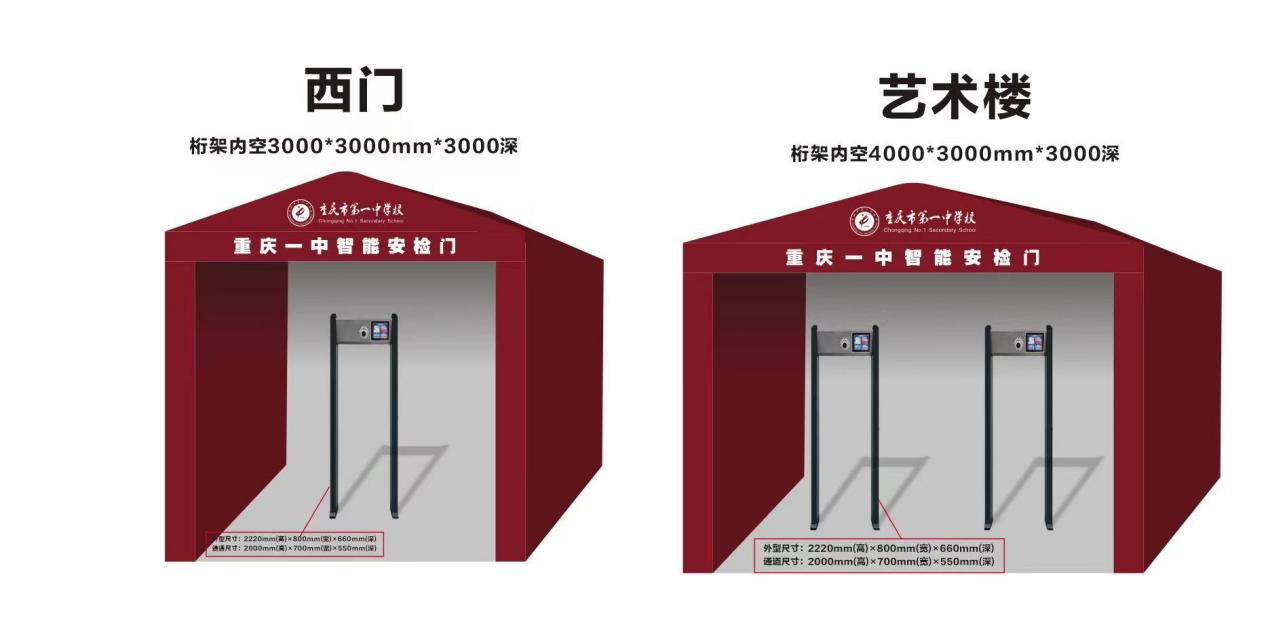 西门
桁架内空3000*3000mm*3000深
重庆市第一中学校
Chongqing No.1 Secondary School
重庆一中智能安检门
外型尺寸：2220mm(高)×800mm(宽)×660mm(深)
通道尺寸：2000mm(高)×700mm(宽)×550mm(深)
艺术楼
桁架内空4000*3000mm*3000深
重庆市第一中学校
Chongqing No.1 Secondary School
重庆一中智能安检门
外型尺寸：2220mm(高)×800mm(宽)×660mm(深)
通道尺寸：2000mm(高)×700mm(宽)×550mm(深)